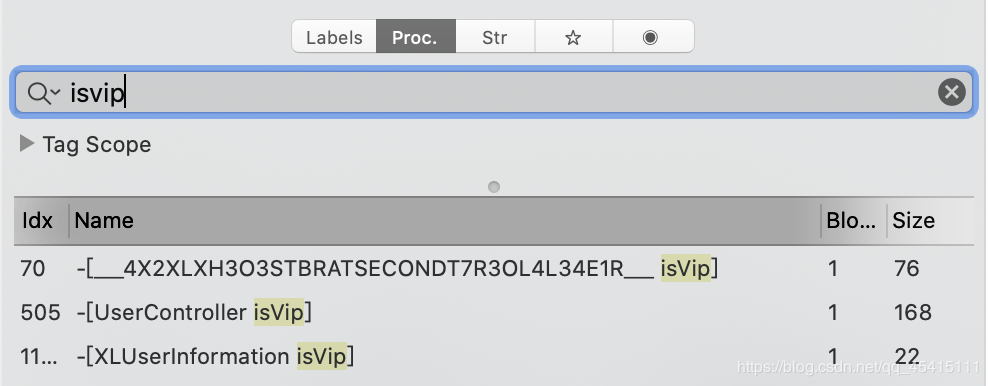 Labels Proc. Str
isvip
Tag Scope
Idx Name Blo... Size
70 -[___4X2XLXH3O3STBRATSECONDT7R3OL4L34E1R___ isVip] 1 76
505 -[UserController isVip] 1 168
11... -[XLUserInformation isVip] 1 22
https://blog.csdn.net/qq_45415111